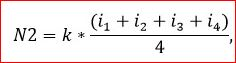 N2 = k * (i₁ + i₂ + i₃ + i₄) / 4,